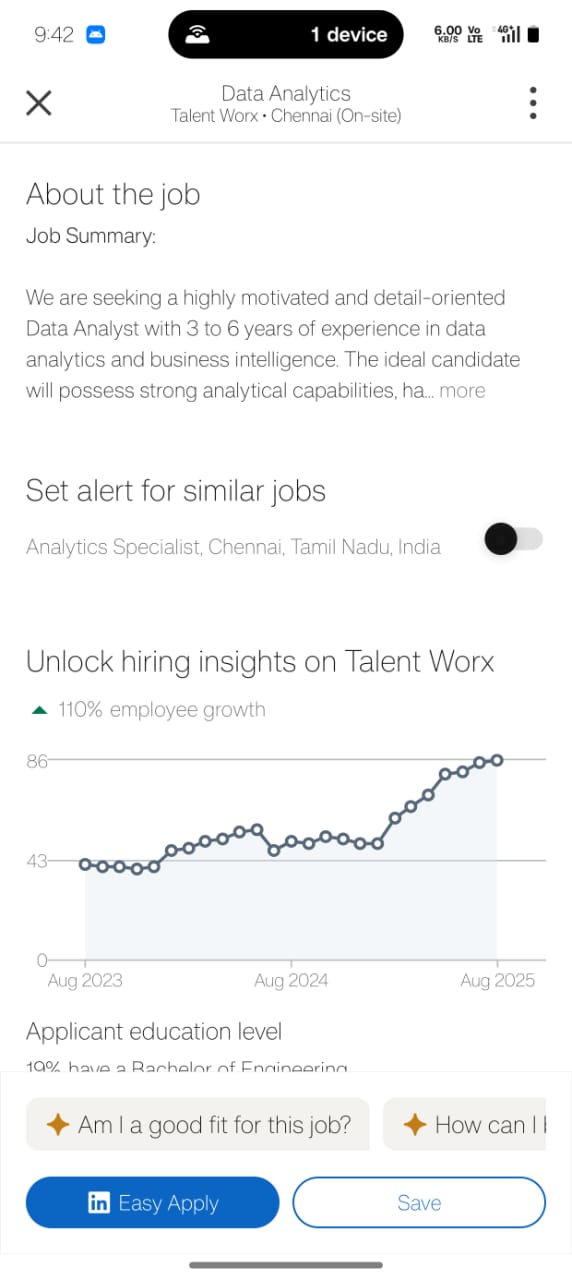 9:42
1 device
6.00 KB/S Vo LTE 4G+
Data Analytics
Talent Worx • Chennai (On-site)
About the job
Job Summary:
We are seeking a highly motivated and detail-oriented
Data Analyst with 3 to 6 years of experience in data
analytics and business intelligence. The ideal candidate
will possess strong analytical capabilities, ha... more
Set alert for similar jobs
Analytics Specialist, Chennai, Tamil Nadu, India
Unlock hiring insights on Talent Worx
110% employee growth
86
43
0
Aug 2023 Aug 2024 Aug 2025
Applicant education level
19% have a Bachelor of Engineering
Am I a good fit for this job?
How can I
in Easy Apply
Save